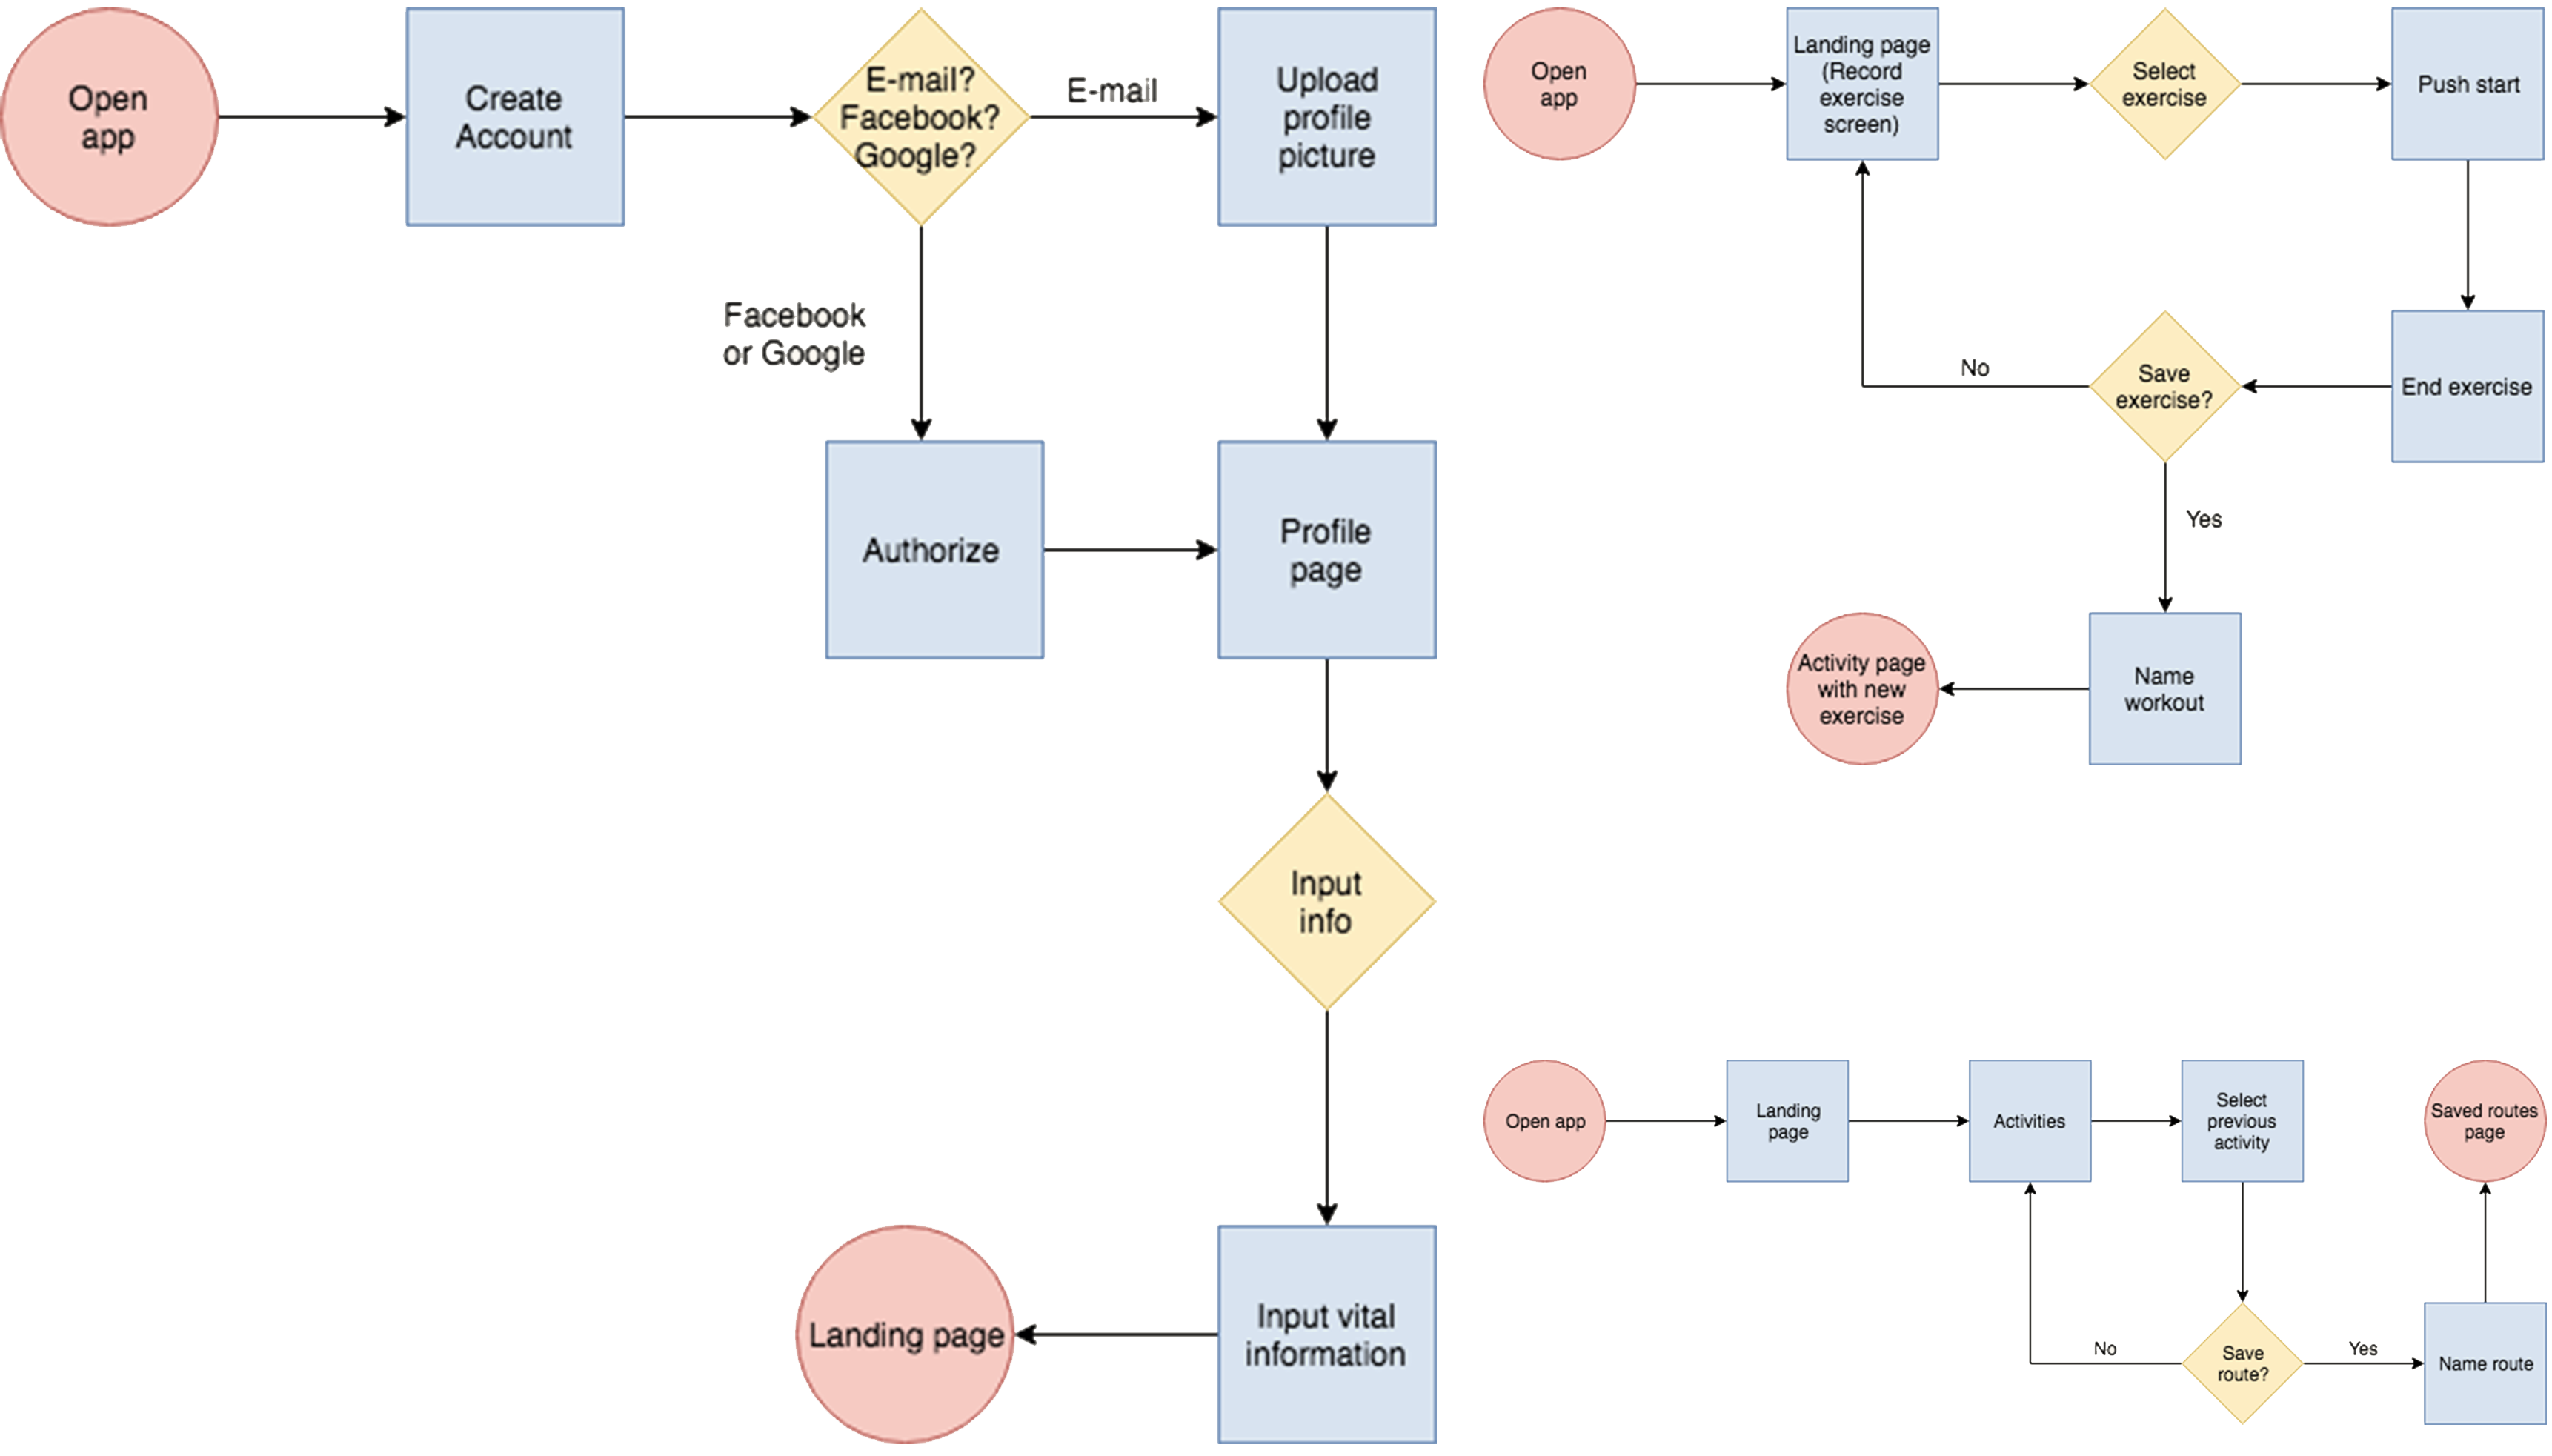 Open
app
Create
Account
E-mail?
Facebook?
Google?
E-mail
Upload
profile
picture
Facebook
or Google
Authorize
Profile
page
Input
info
Input vital
information
Landing page
Open
app
Landing page
(Record
exercise
screen)
Select
exercise
Push start
End exercise
Save
exercise?
No
Yes
Name
workout
Activity page
with new
exercise
Open app
Landing
page
Activities
Select
previous
activity
Save
route?
No
Yes
Name route
Saved routes
page